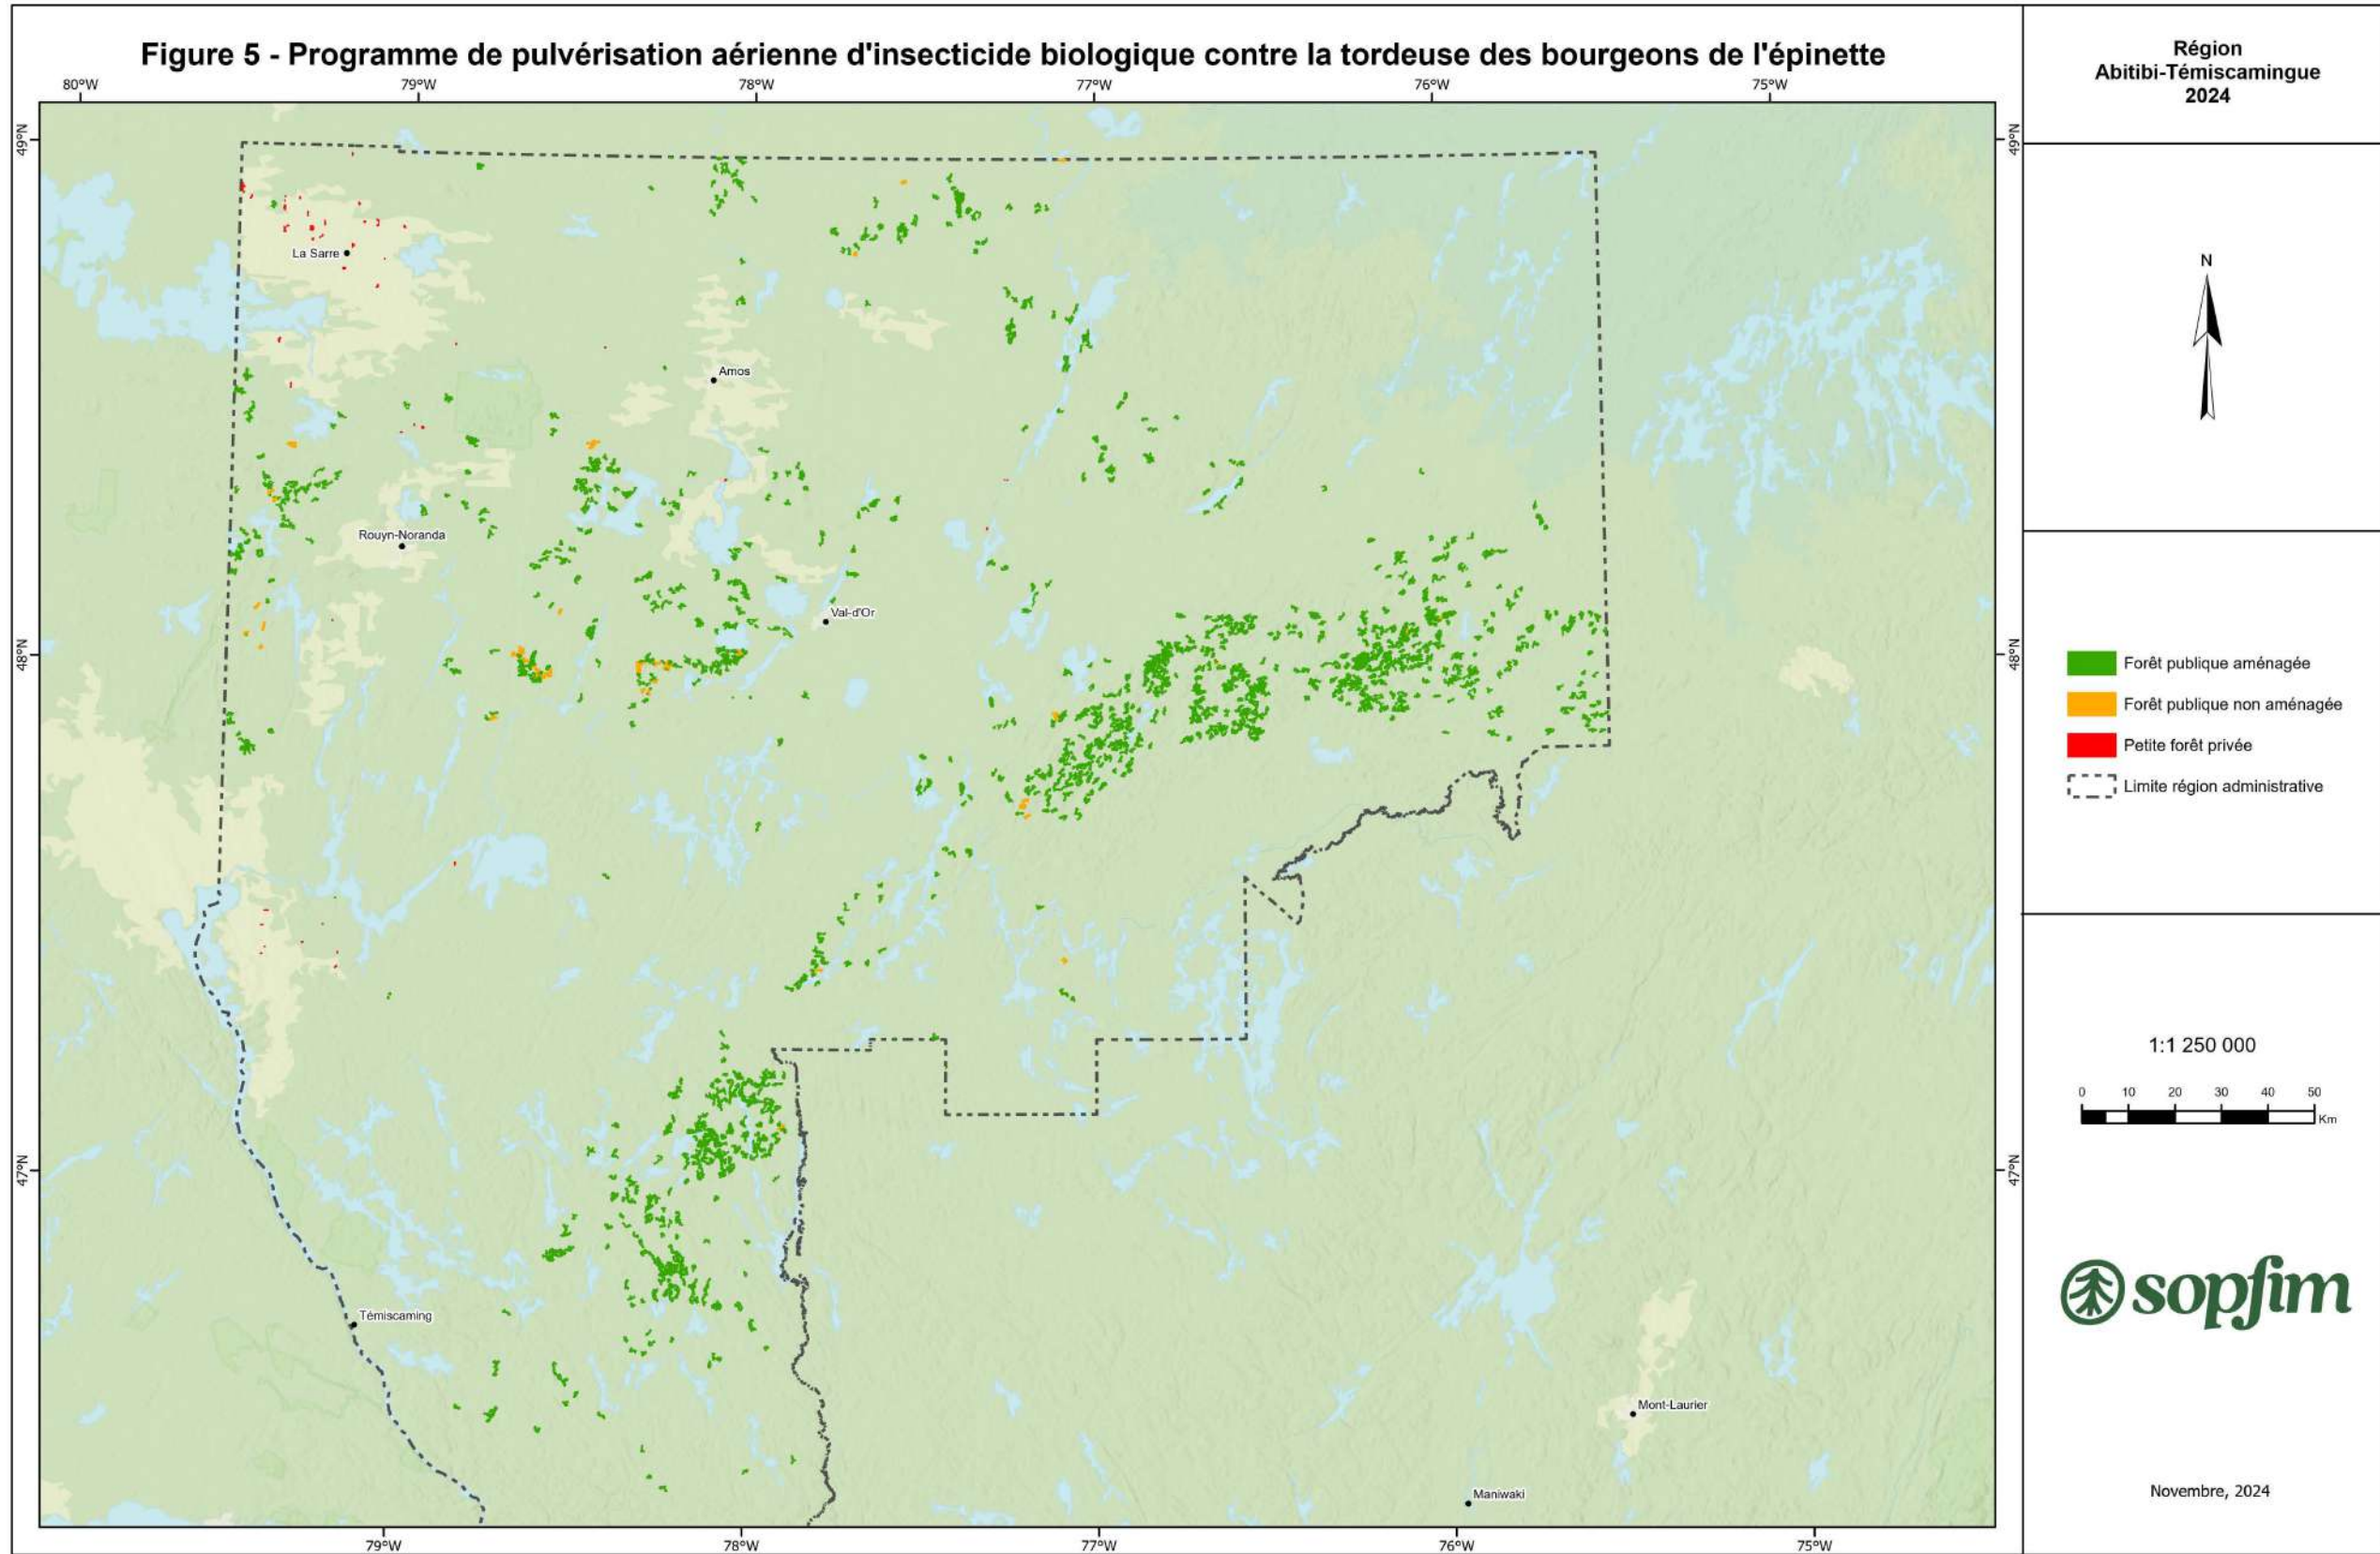 Figure 5 - Programme de pulvérisation aérienne d'insecticide biologique contre la tordeuse des bourgeons de l'épinette
80°W 79°W 78°W 77°W 76°W 75°W
49°N 49°N
La Sarre
Amos
Rouyn-Noranda
Val-d'Or
48°N 48°N
47°N 47°N
Témiscaming
Mont-Laurier
Maniwaki
79°W 78°W 77°W 76°W 75°W
Région
Abitibi-Témiscamingue
2024
N
Forêt publique aménagée
Forêt publique non aménagée
Petite forêt privée
Limite région administrative
1:1 250 000
0 10 20 30 40 50
Km
sopfim
Novembre, 2024